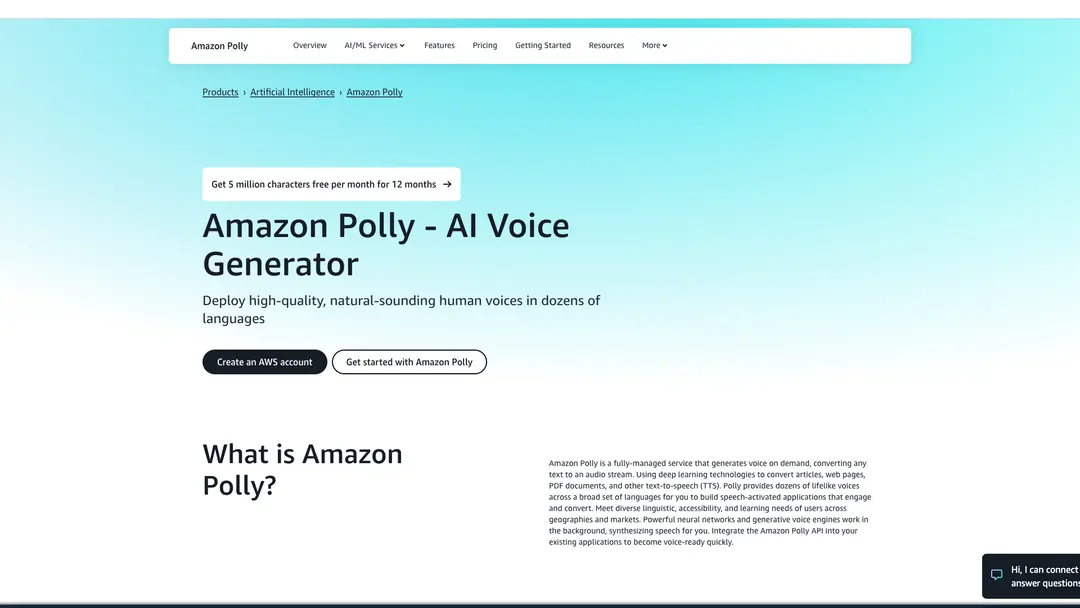 Amazon Polly Overview AI/ML Services Features Pricing Getting Started Resources More
Products › Artificial Intelligence › Amazon Polly
Get 5 million characters free per month for 12 months →
Amazon Polly - AI Voice
Generator
Deploy high-quality, natural-sounding human voices in dozens of
languages
Create an AWS account Get started with Amazon Polly
What is Amazon
Polly?
Amazon Polly is a fully-managed service that generates voice on demand, converting any
text to an audio stream. Using deep learning technologies to convert articles, web pages,
PDF documents, and other text-to-speech (TTS). Polly provides dozens of lifelike voices
across a broad set of languages for you to build speech-activated applications that engage
and convert. Meet diverse linguistic, accessibility, and learning needs of users across
geographies and markets. Powerful neural networks and generative voice engines work in
the background, synthesizing speech for you. Integrate the Amazon Polly API into your
existing applications to become voice-ready quickly.
Hi, I can connect
answer questions